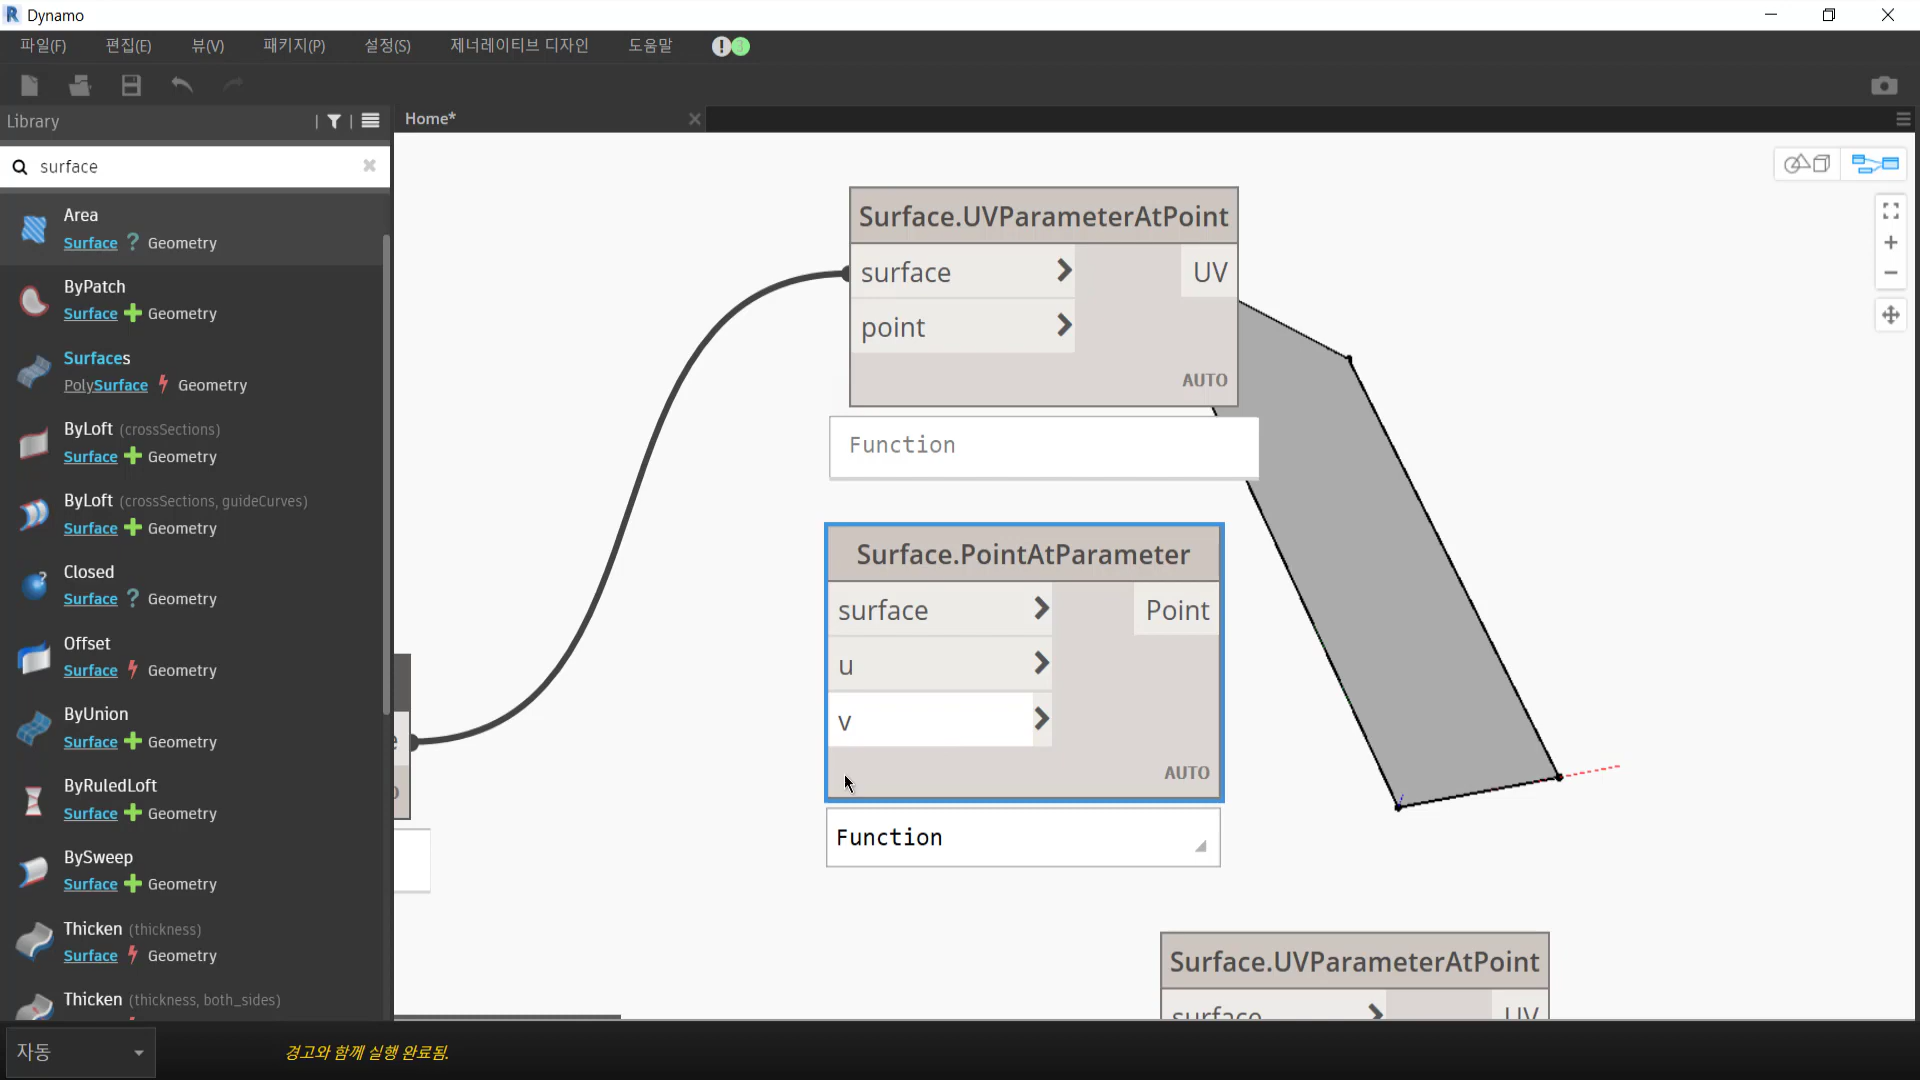 Dynamo
파일(F) 편집(E) 뷰(V) 패키지(P) 설정(S) 제너레이티브 디자인 도움말
Library
Home*
surface
Area
Surface ? Geometry
ByPatch
Surface + Geometry
Surfaces
PolySurface Geometry
ByLoft (crossSections)
Surface + Geometry
ByLoft (crossSections, guideCurves)
Surface + Geometry
Closed
Surface ? Geometry
Offset
Surface Geometry
ByUnion
Surface + Geometry
ByRuledLoft
Surface + Geometry
BySweep
Surface + Geometry
Thicken (thickness)
Surface Geometry
Thicken (thickness, both_sides)
Surface.UVParameterAtPoint
surface > UV
point >
AUTO
Function
Surface.PointAtParameter
surface > Point
u >
v >
AUTO
Function
Surface.UVParameterAtPoint
surface > UV
자동
경고와 함께 실행 완료됨.